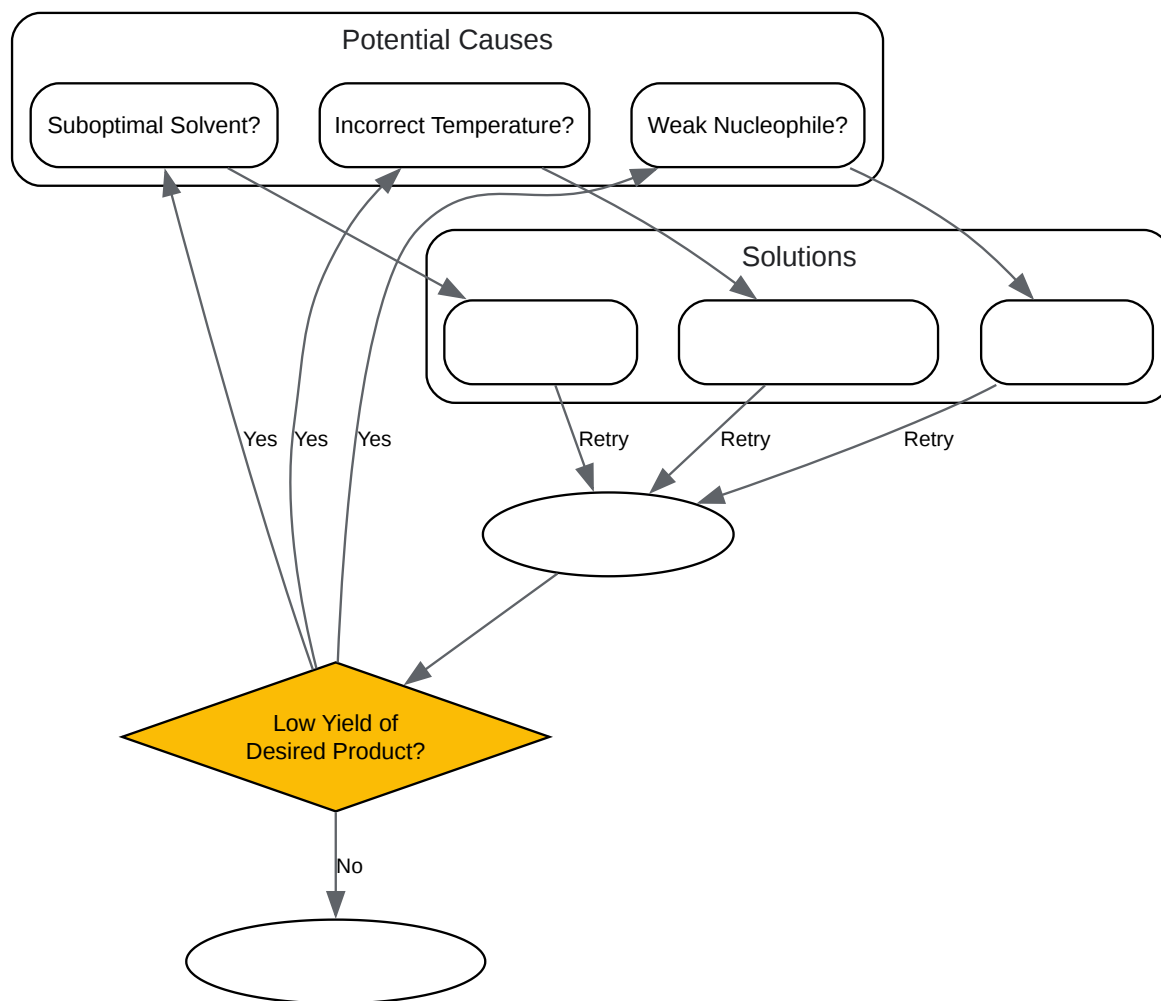 Potential Causes
Suboptimal Solvent?
Incorrect Temperature?
Weak Nucleophile?
Solutions
Yes
Yes
Yes
Retry
Retry
Retry
Low Yield of
Desired Product?
No